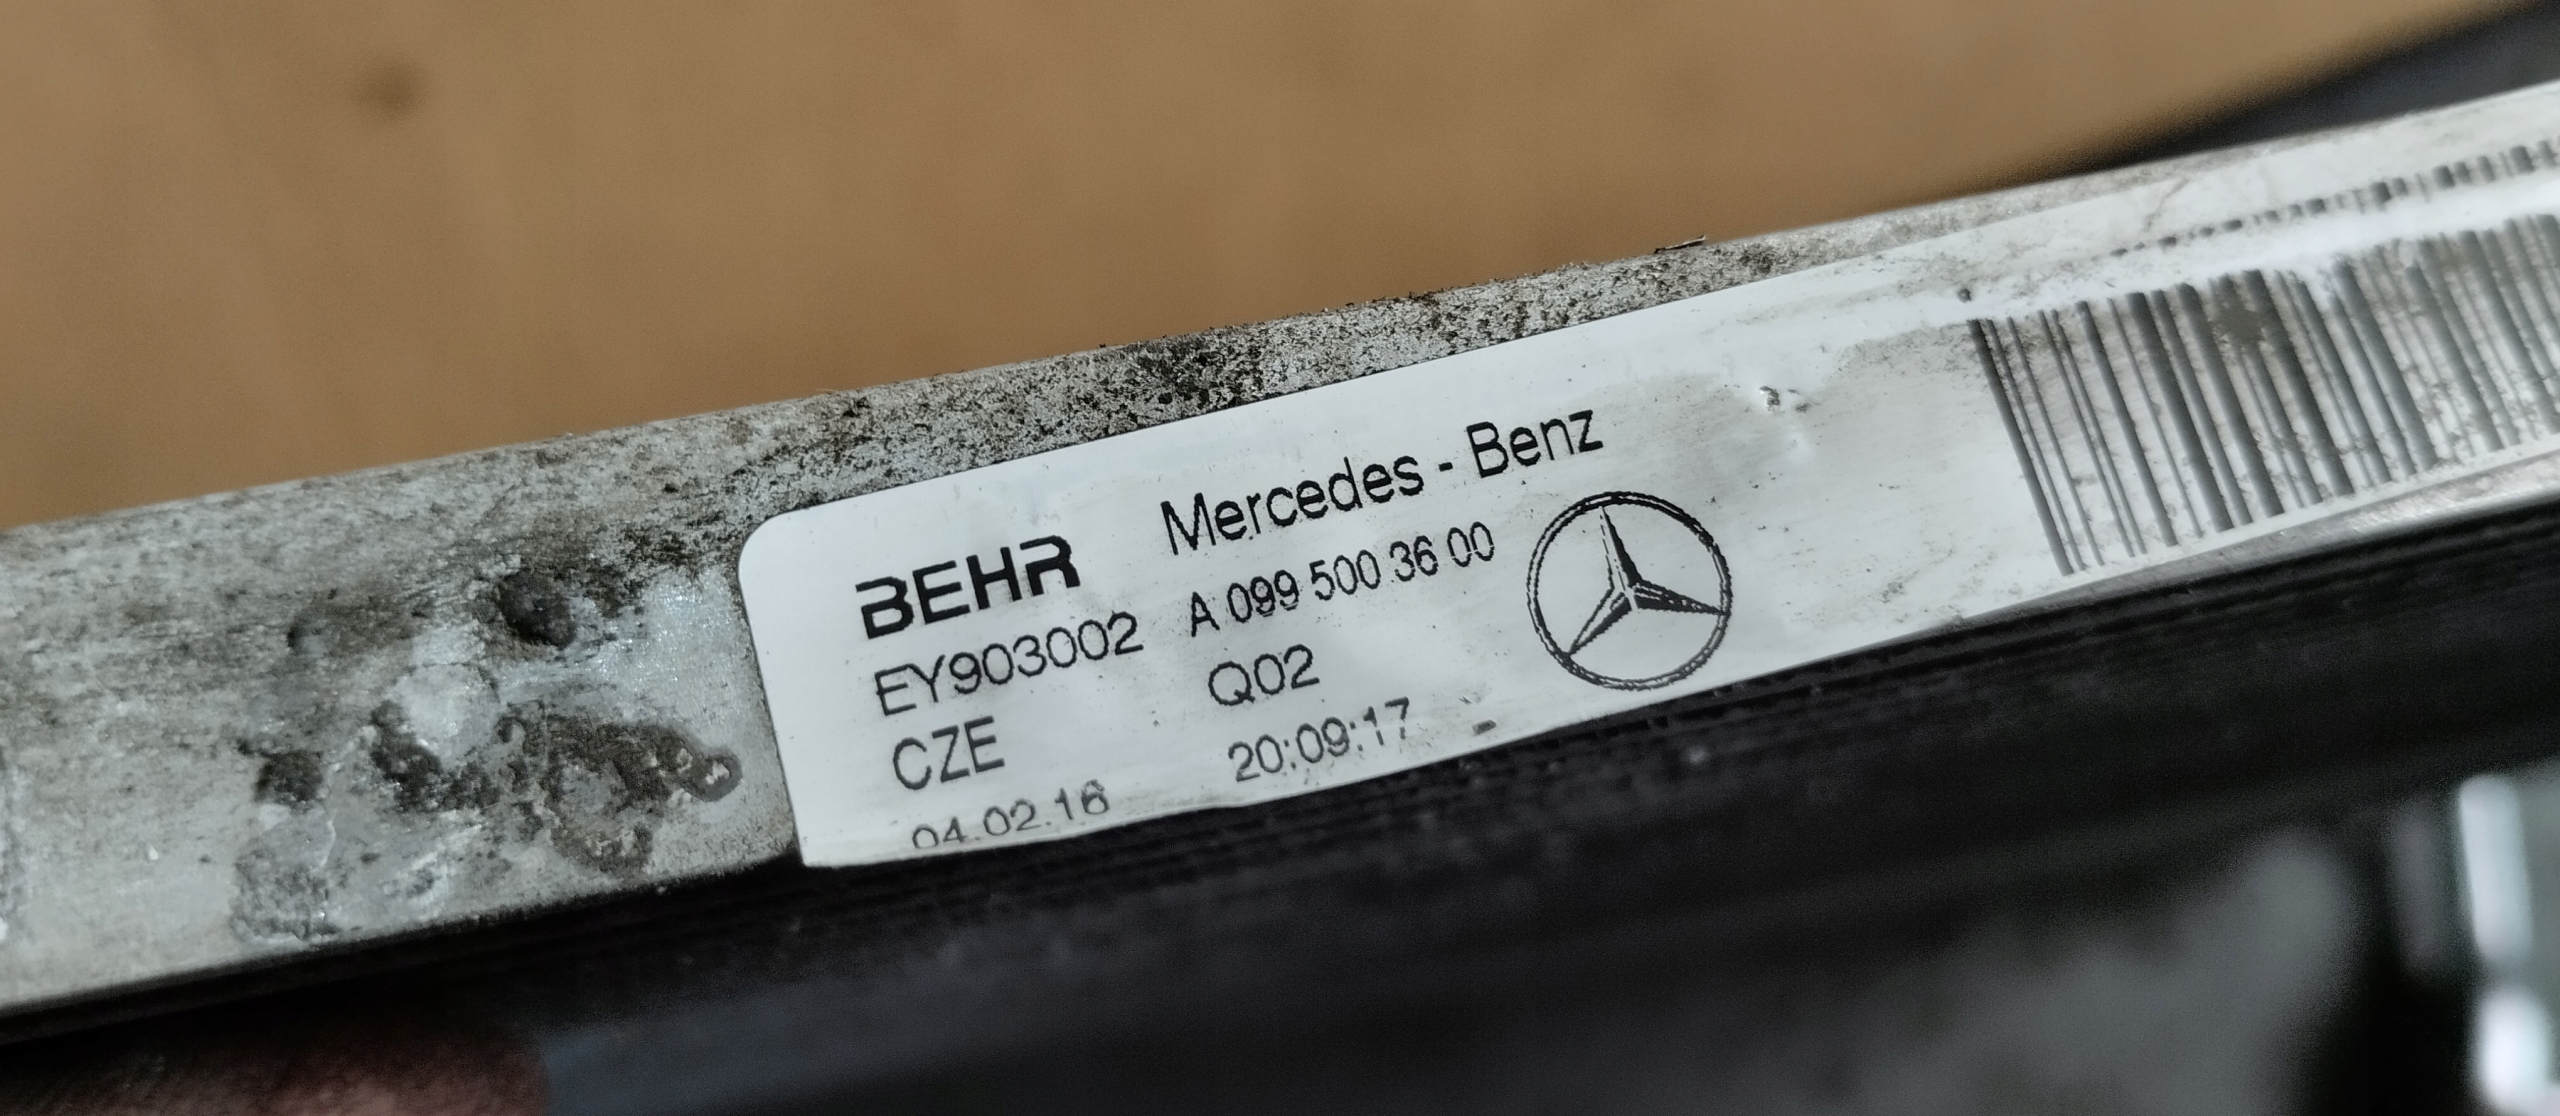 BEHR Mercedes - Benz
EY903002 A 099 500 36 00
CZE Q02
04.02.16 20:09:17